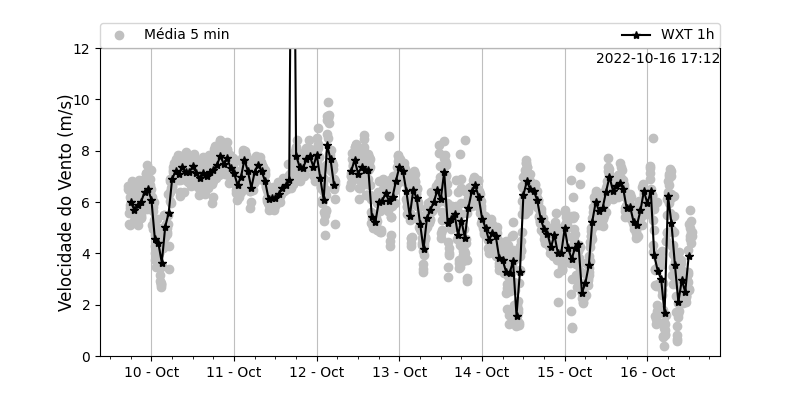 Média 5 min
WXT 1h
2022-10-16 17:12
Velocidade do Vento (m/s)
12
10
8
6
4
2
0
10 - Oct
11 - Oct
12 - Oct
13 - Oct
14 - Oct
15 - Oct
16 - Oct